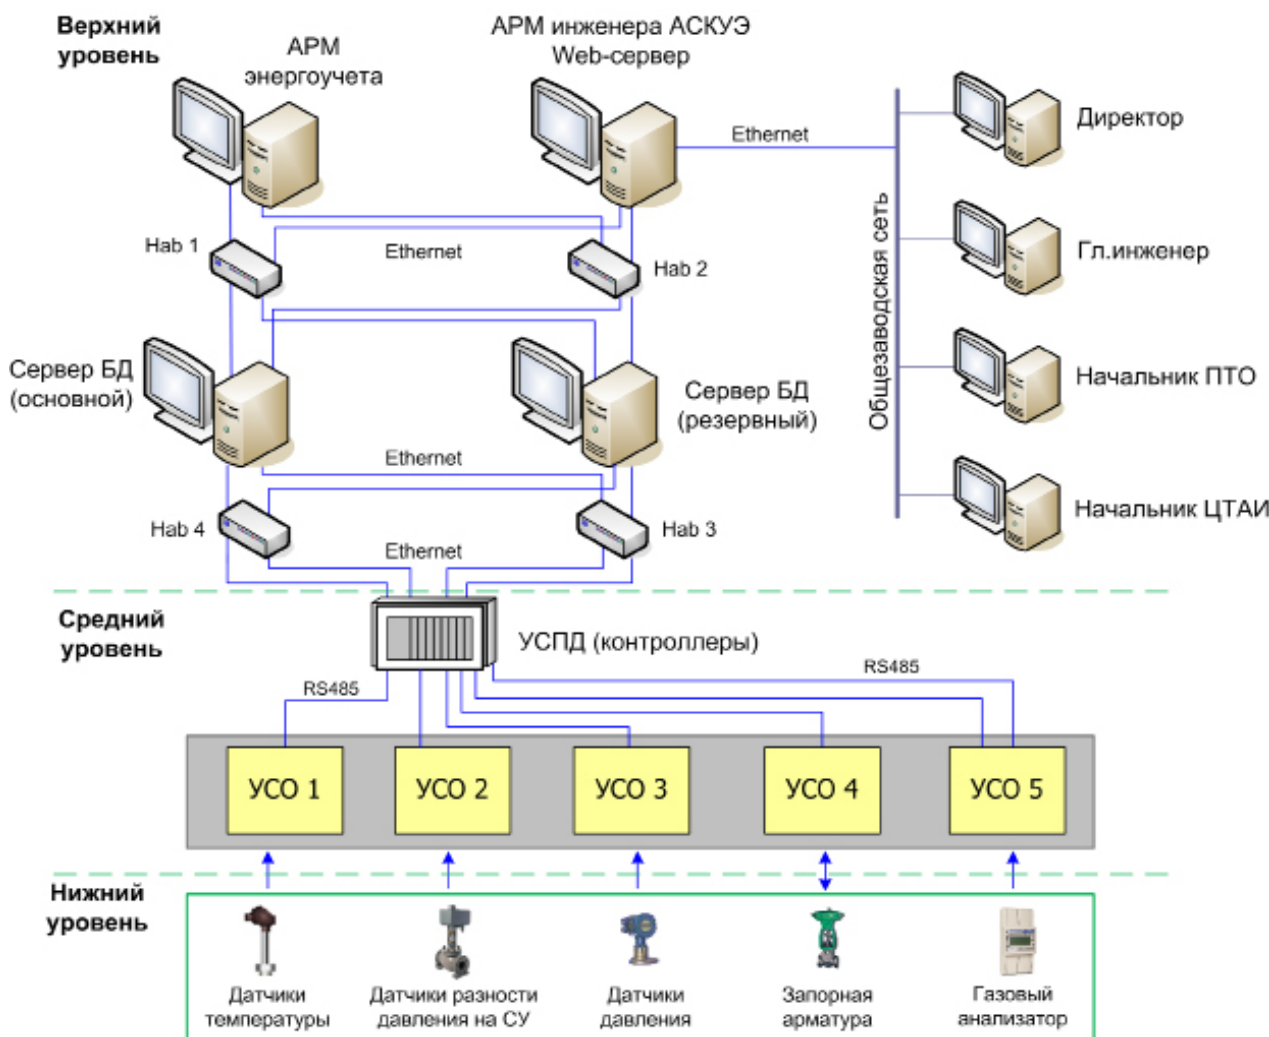 Верхний
уровень
АРМ
энергоучета
АРМ инженера АСКУЭ
Web-сервер
Ethernet
Директор
Hab 1
Ethernet
Hab 2
Общезаводская сеть
Гл.инженер
Сервер БД
(основной)
Сервер БД
(резервный)
Начальник ПТО
Ethernet
Hab 4
Hab 3
Начальник ЦТАИ
Ethernet
Средний
уровень
УСПД (контроллеры)
RS485
RS485
УСО 1
УСО 2
УСО 3
УСО 4
УСО 5
Нижний
уровень
Датчики
температуры
Датчики разности
давления на СУ
Датчики
давления
Запорная
арматура
Газовый
анализатор